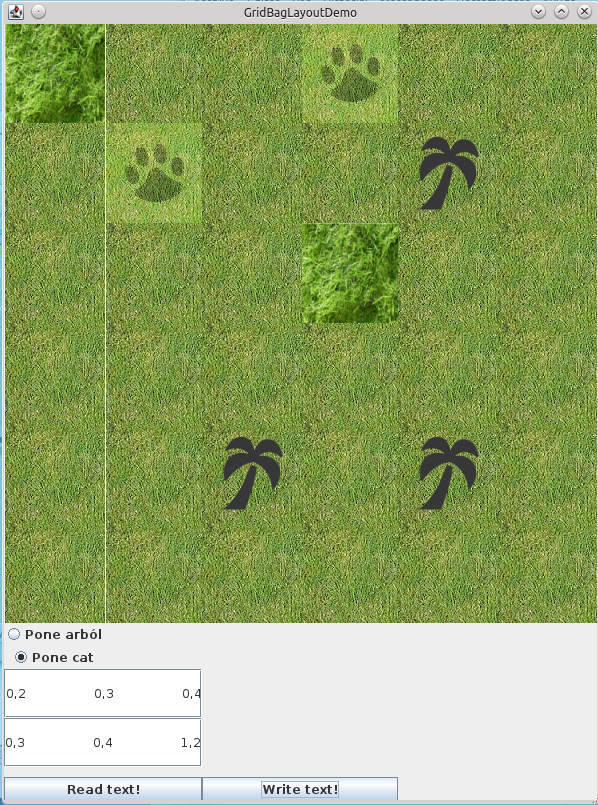 GridBagLayoutDemo
Pone arból
Pone cat
0,2 0,3 0,4
0,3 0,4 1,2
Read text! Write text!